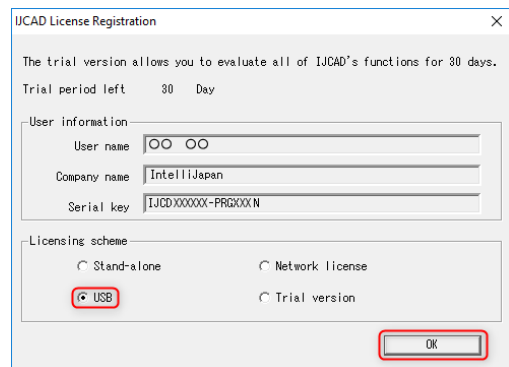 IJCAD License Registration
The trial version allows you to evaluate all of IJCAD's functions for 30 days.
Trial period left 30 Day
User information
User name ○○ ○○
Company name IntelliJapan
Serial key IJCDXXXXXX-PRGXXXN
Licensing scheme
Stand-alone Network license
USB Trial version
OK